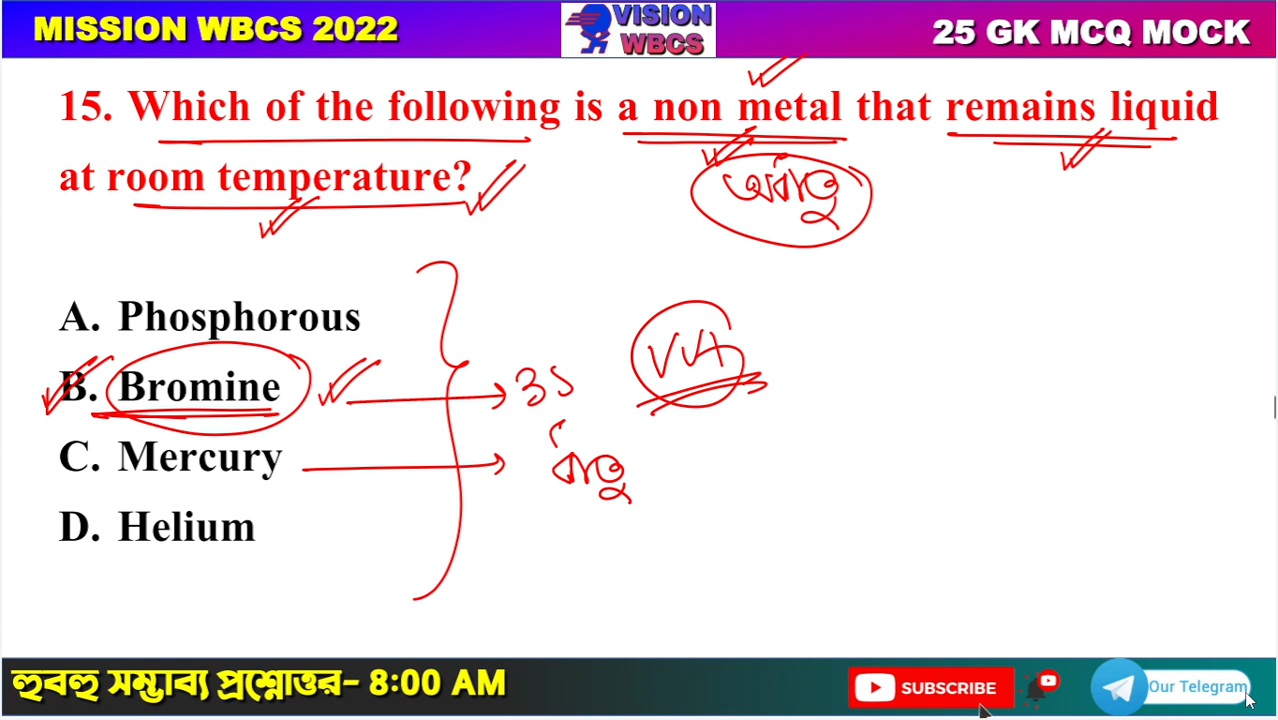 MISSION WBCS 2022
VISION
WBCS
25 GK MCQ MOCK
15. Which of the following is a non metal that remains liquid
at room temperature?
অধাতু
A. Phosphorous
B. Bromine
C. Mercury
D. Helium
35
VVA
ধাতু
হুবহু সম্ভাব্য প্রশ্নোত্তর- 8:00 AM
SUBSCRIBE
Our Telegram